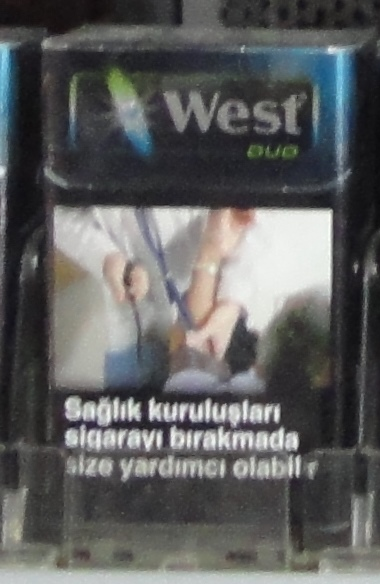 West
DUO
Sağlık kuruluşları
sigarayı bırakmada
size yardımcı olabilir